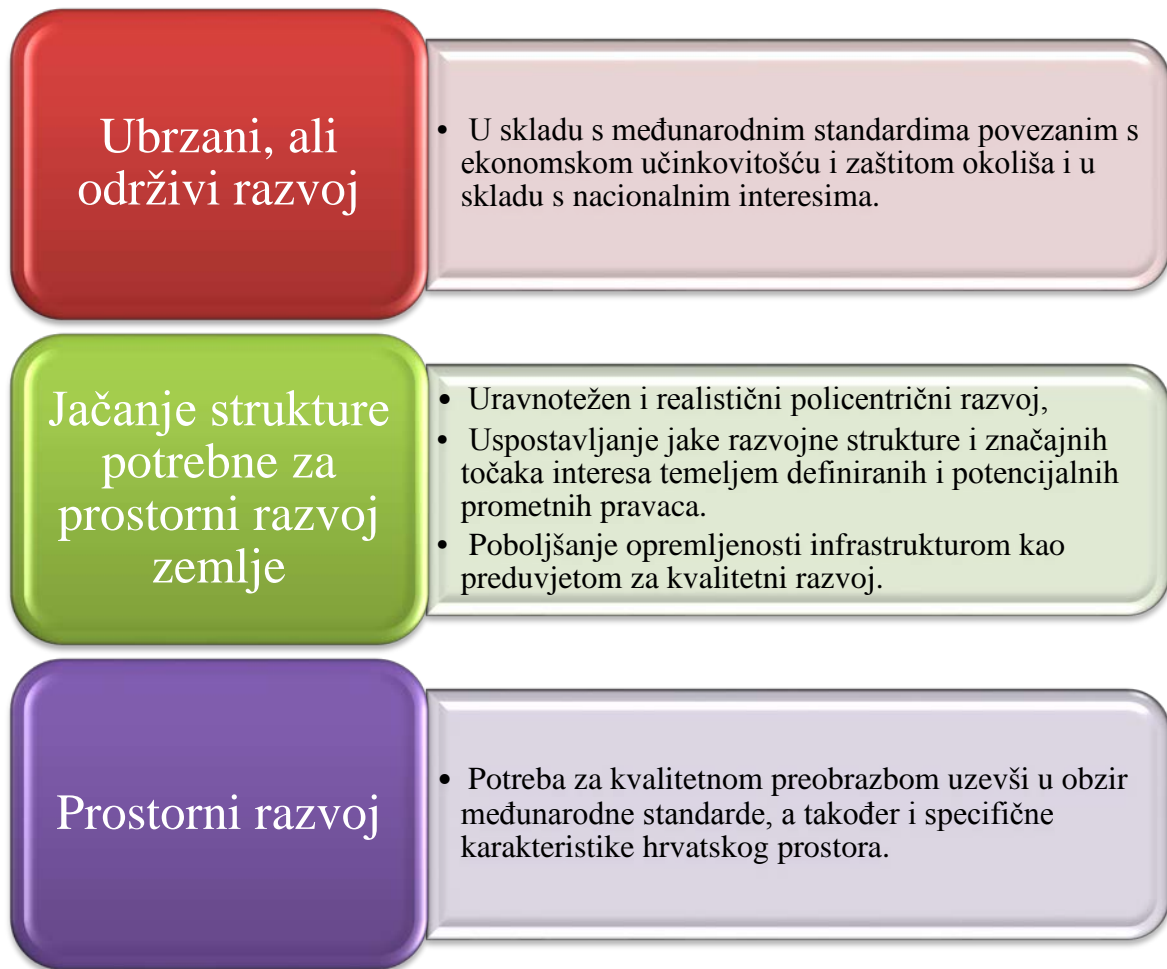 Ubrzani, ali
održivi razvoj
• U skladu s međunarodnim standardima povezanim s
ekonomskom učinkovitošću i zaštitom okoliša i u
skladu s nacionalnim interesima.
Jačanje strukture
potrebne za
prostorni razvoj
zemlje
• Uravnotežen i realistični policentrični razvoj,
• Uspostavljanje jake razvojne strukture i značajnih
točaka interesa temeljem definiranih i potencijalnih
prometnih pravaca.
• Poboljšanje opremljenosti infrastrukturom kao
preduvjetom za kvalitetni razvoj.
Prostorni razvoj
• Potreba za kvalitetnom preobrazbom uzevši u obzir
međunarodne standarde, a također i specifične
karakteristike hrvatskog prostora.